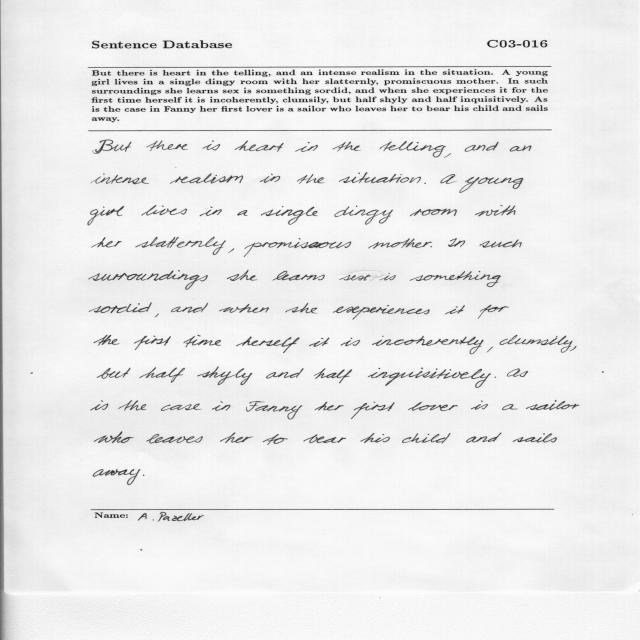 Sentence Database C03-016
But there is heart in the telling, and an intense realism in the situation. A young
girl lives in a single dingy room with her slatternly, promiscuous mother. In such
surroundings she learns sex is something sordid, and when she experiences it for the
first time herself it is incoherently, clumsily, but half shyly and half inquisitively. As
is the case in Fanny her first lover is a sailor who leaves her to bear his child and sails
away.
But there is heart in the telling, and an
intense realism in the situation. A young
girl lives in a single dingy room with
her slatternly, promiscuous mother. In such
surroundings she learns sex is something
sordid, and when she experiences it for
the first time herself it is incoherently, clumsily,
but half shyly and half inquisitively. As
is the case in Fanny her first lover is a sailor
who leaves her to bear his child and sails
away.
Name: A. Pazeller